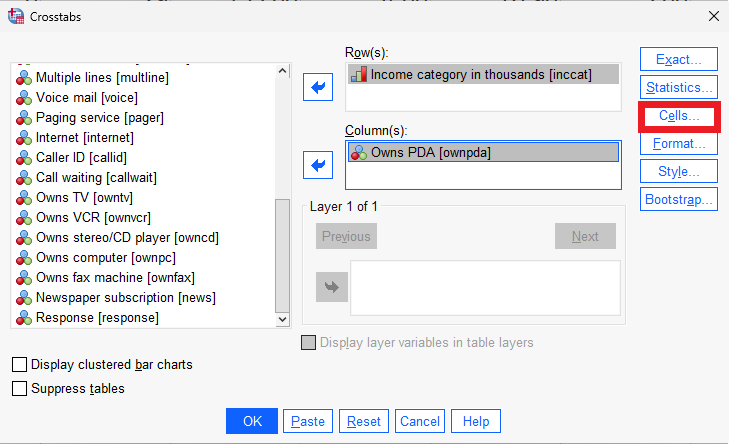 Crosstabs
Multiple lines [multline]
Voice mail [voice]
Paging service [pager]
Internet [internet]
Caller ID [callid]
Call waiting [callwait]
Owns TV [owntv]
Owns VCR [ownvcr]
Owns stereo/CD player [owncd]
Owns computer [ownpc]
Owns fax machine [ownfax]
Newspaper subscription [news]
Response [response]
Row(s):
Income category in thousands [inccat]
Column(s):
Owns PDA [ownpda]
Layer 1 of 1
Previous
Next
Display layer variables in table layers
Exact...
Statistics...
Cells...
Format...
Style...
Bootstrap...
Display clustered bar charts
Suppress tables
OK
Paste
Reset
Cancel
Help